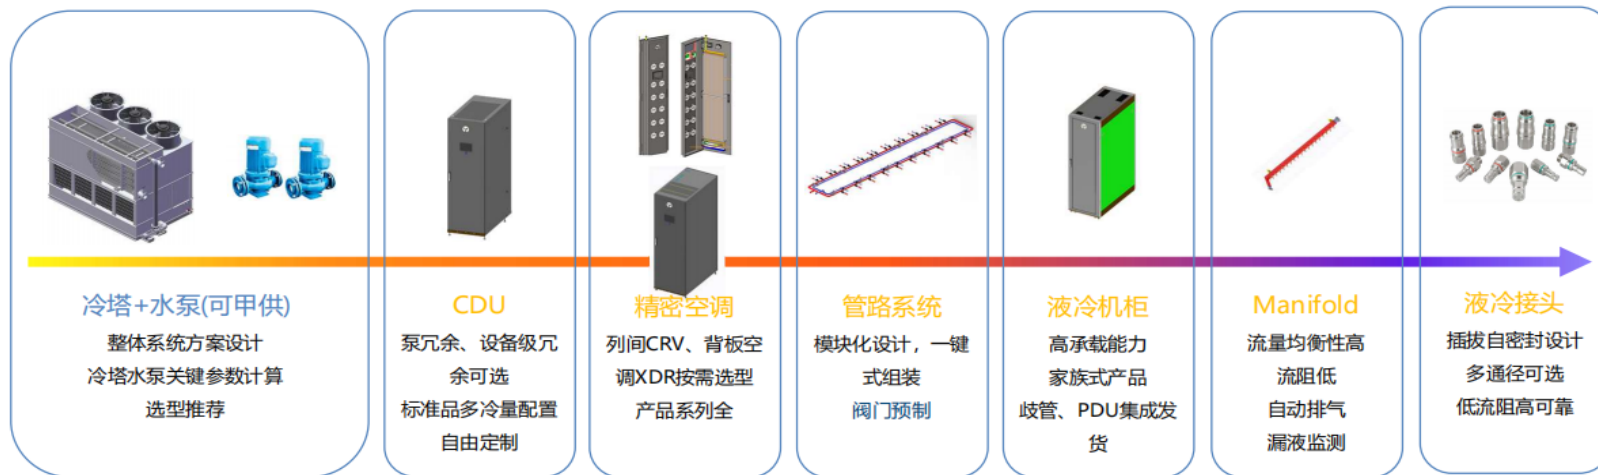 冷塔+水泵(可甲供)
整体系统方案设计
冷塔水泵关键参数计算
选型推荐
CDU
泵冗余、设备级冗
余可选
标准品多冷量配置
自由定制
精密空调
列间CRV、背板空
调XDR按需选型
产品系列全
管路系统
模块化设计，一键
式组装
阀门预制
液冷机柜
高承载能力
家族式产品
歧管、PDU集成发
货
Manifold
流量均衡性高
流阻低
自动排气
漏液监测
液冷接头
插拔自密封设计
多通径可选
低流阻高可靠